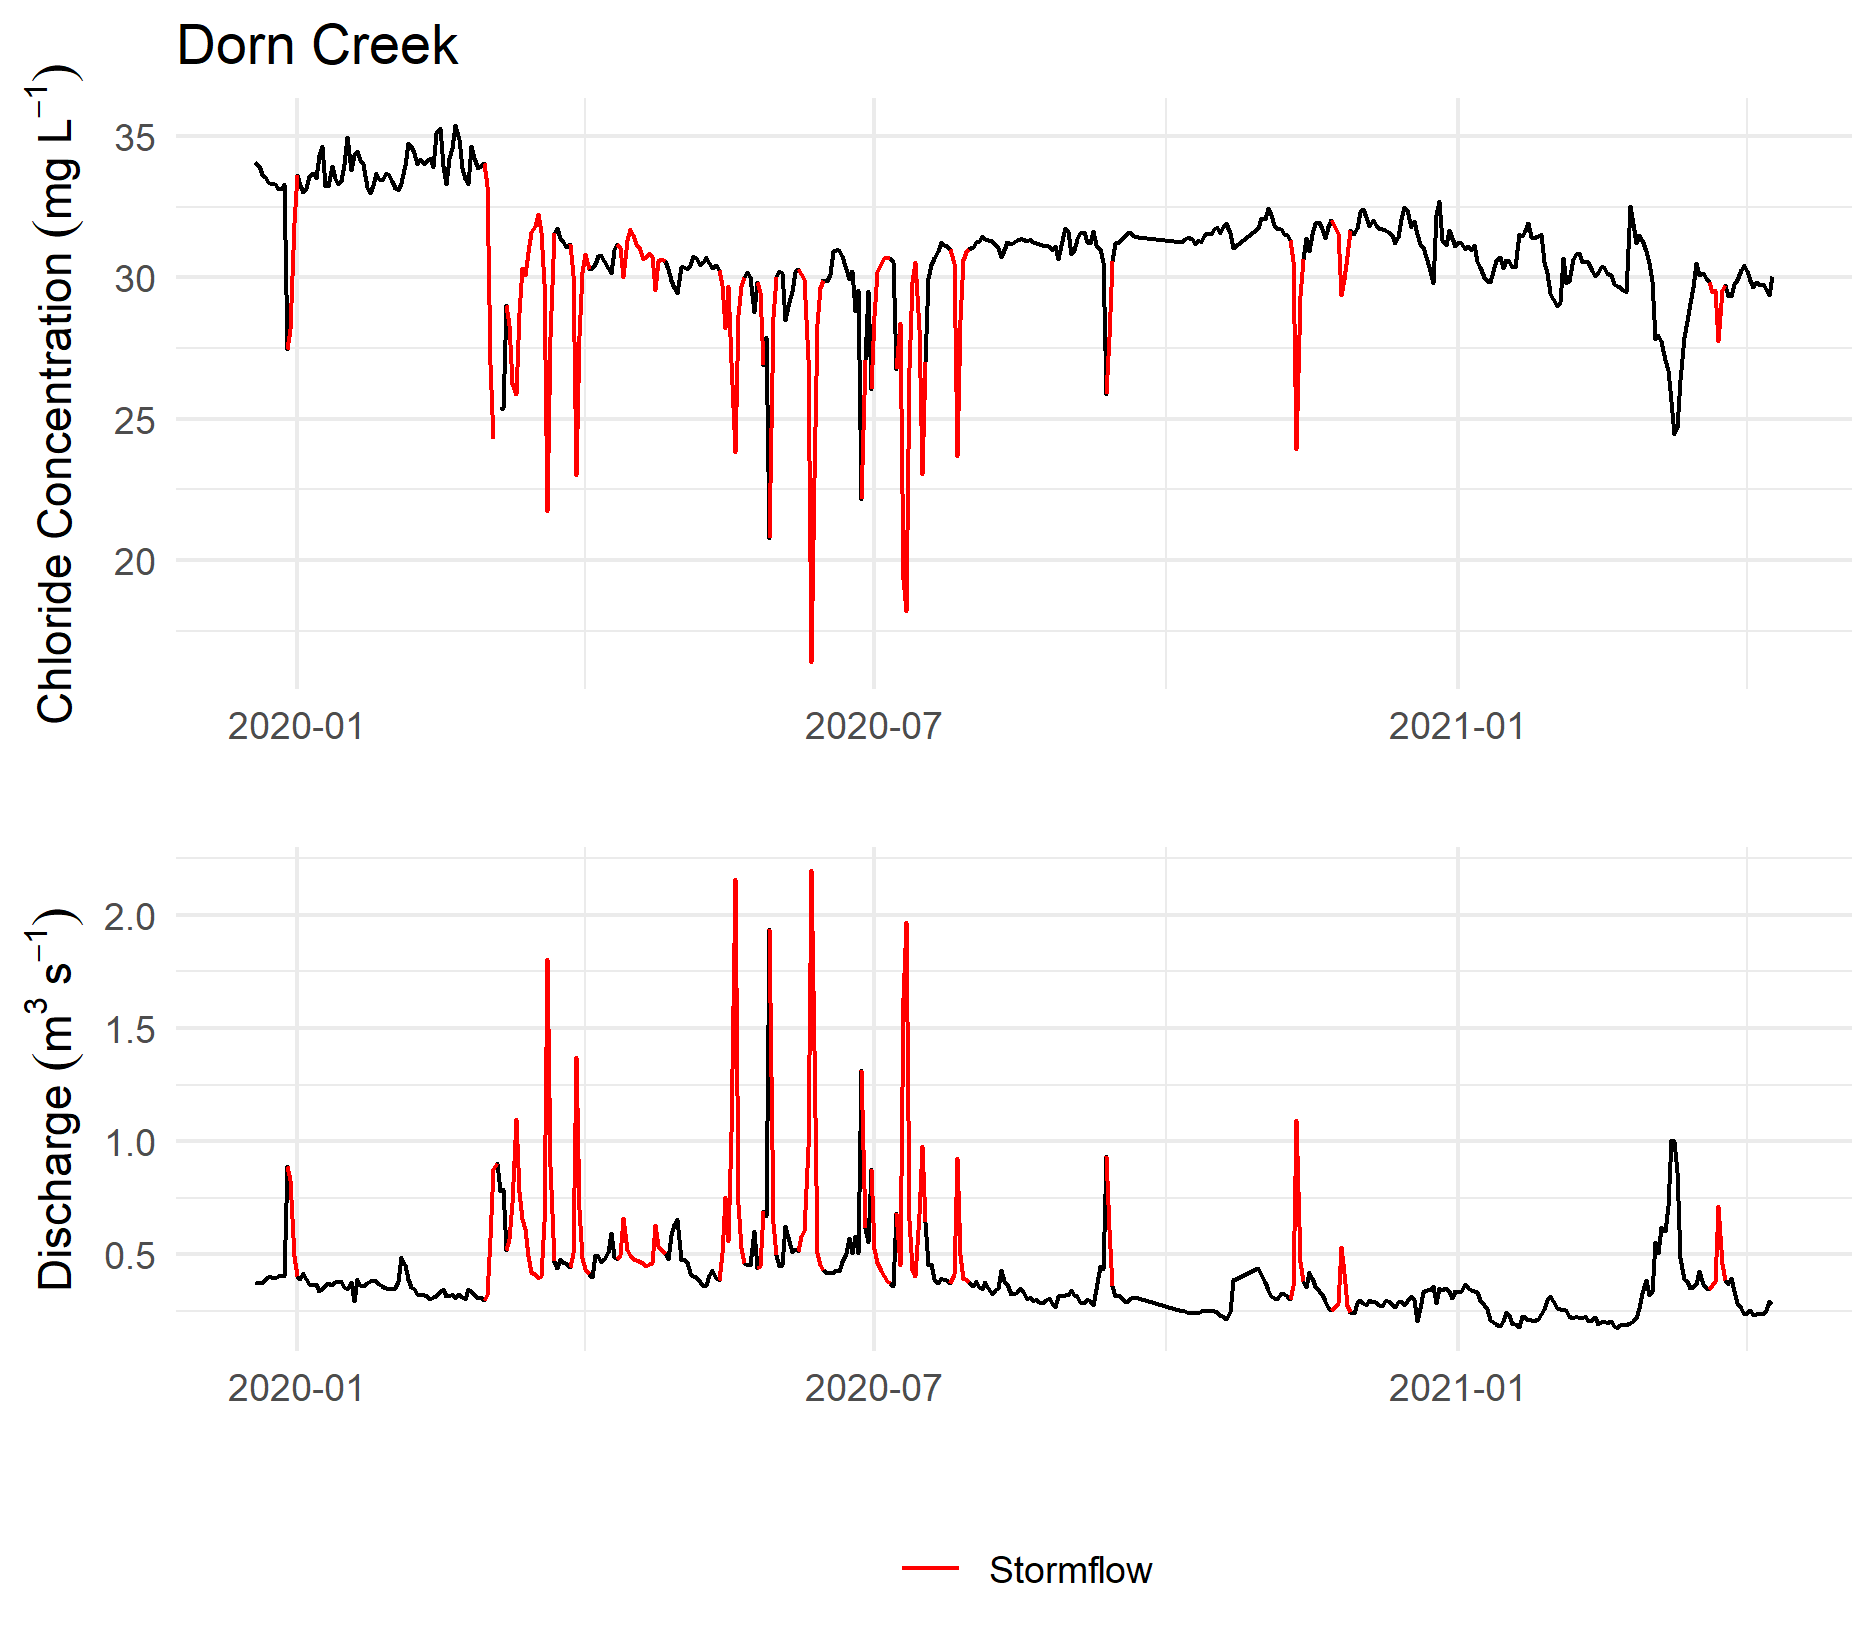 Dorn Creek
Chloride Concentration (mg L⁻¹)
35
30
25
20
2020-01 2020-07 2021-01
Discharge (m³ s⁻¹)
2.0
1.5
1.0
0.5
2020-01 2020-07 2021-01
Stormflow